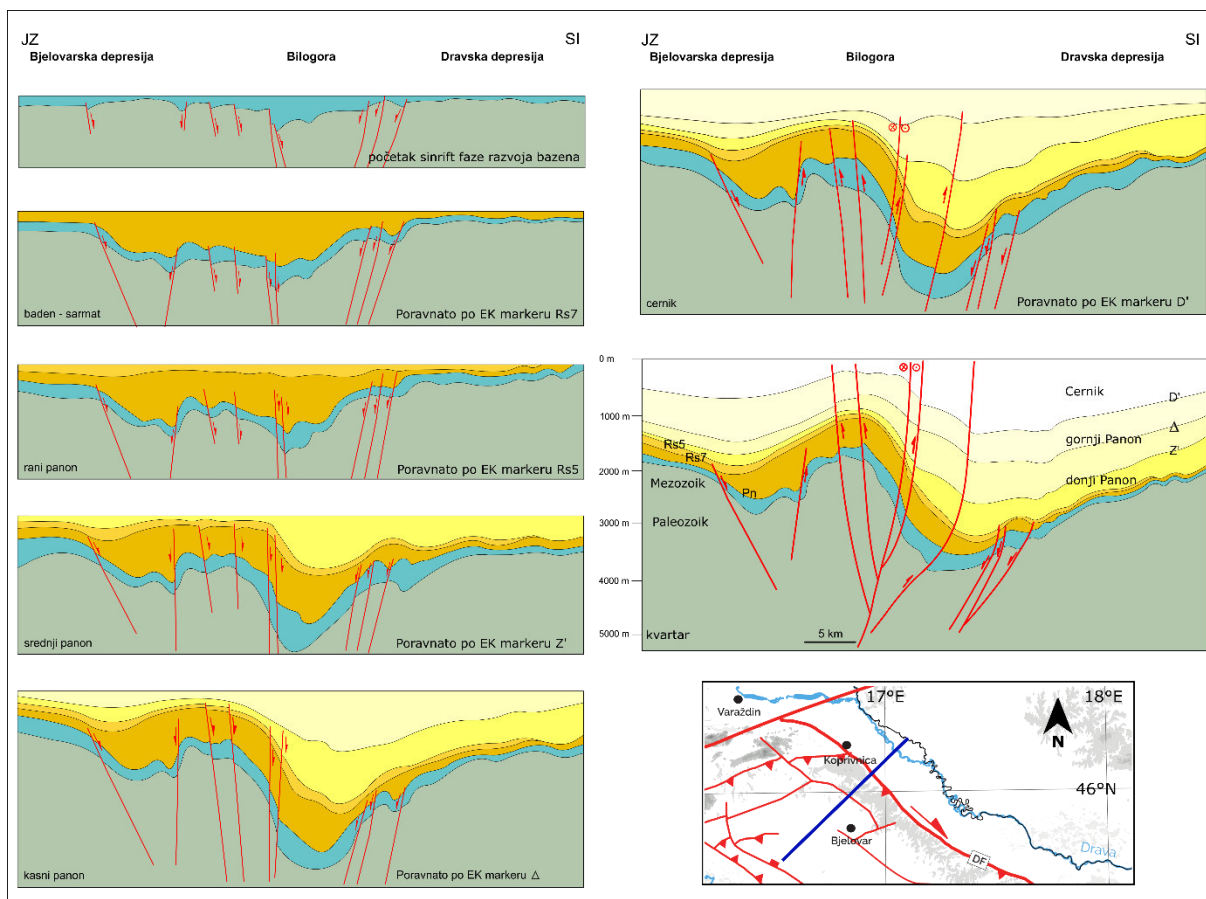 JZ SI
Bjelovarska depresija Bilogora Dravska depresija
početak sinrift faze razvoja bazena
baden - sarmat Poravnato po EK markeru Rs7
rani panon Poravnato po EK markeru Rs5
srednji panon Poravnato po EK markeru Z'
kasni panon Poravnato po EK markeru Δ
JZ SI
Bjelovarska depresija Bilogora Dravska depresija
cernik Poravnato po EK markeru D'
0 m
Cernik D'
1000 m
Δ
gornji Panon
Rs5 Z'
Rs7
2000 m
Mezozoik donji Panon
Pn
3000 m Paleozoik
4000 m
5000 m kvartar 5 km
17°E 18°E
Varaždin
N
Koprivnica
46°N
Bjelovar
Drava
DF